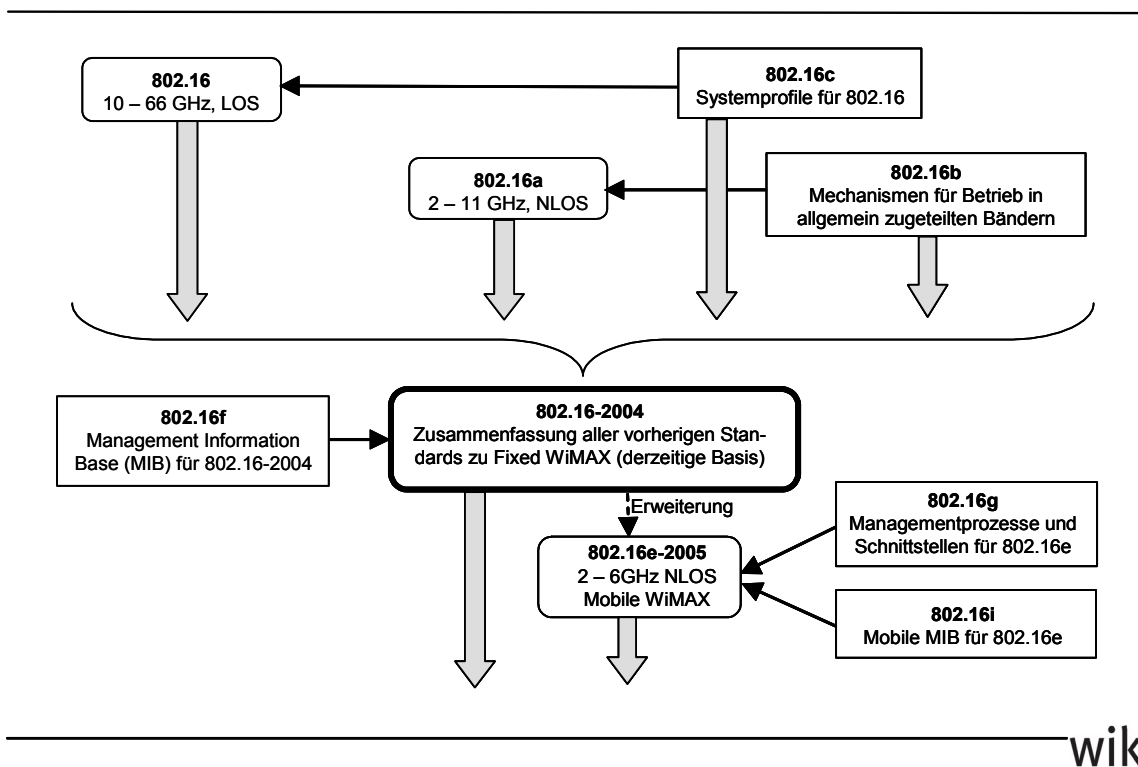 802.16
10 – 66 GHz, LOS
802.16c
Systemprofile für 802.16
802.16a
2 – 11 GHz, NLOS
802.16b
Mechanismen für Betrieb in
allgemein zugeteilten Bändern
802.16f
Management Information
Base (MIB) für 802.16-2004
802.16-2004
Zusammenfassung aller vorherigen Stan-
dards zu Fixed WiMAX (derzeitige Basis)
Erweiterung
802.16e-2005
2 – 6GHz NLOS
Mobile WiMAX
802.16g
Managementprozesse und
Schnittstellen für 802.16e
802.16i
Mobile MIB für 802.16e
wik